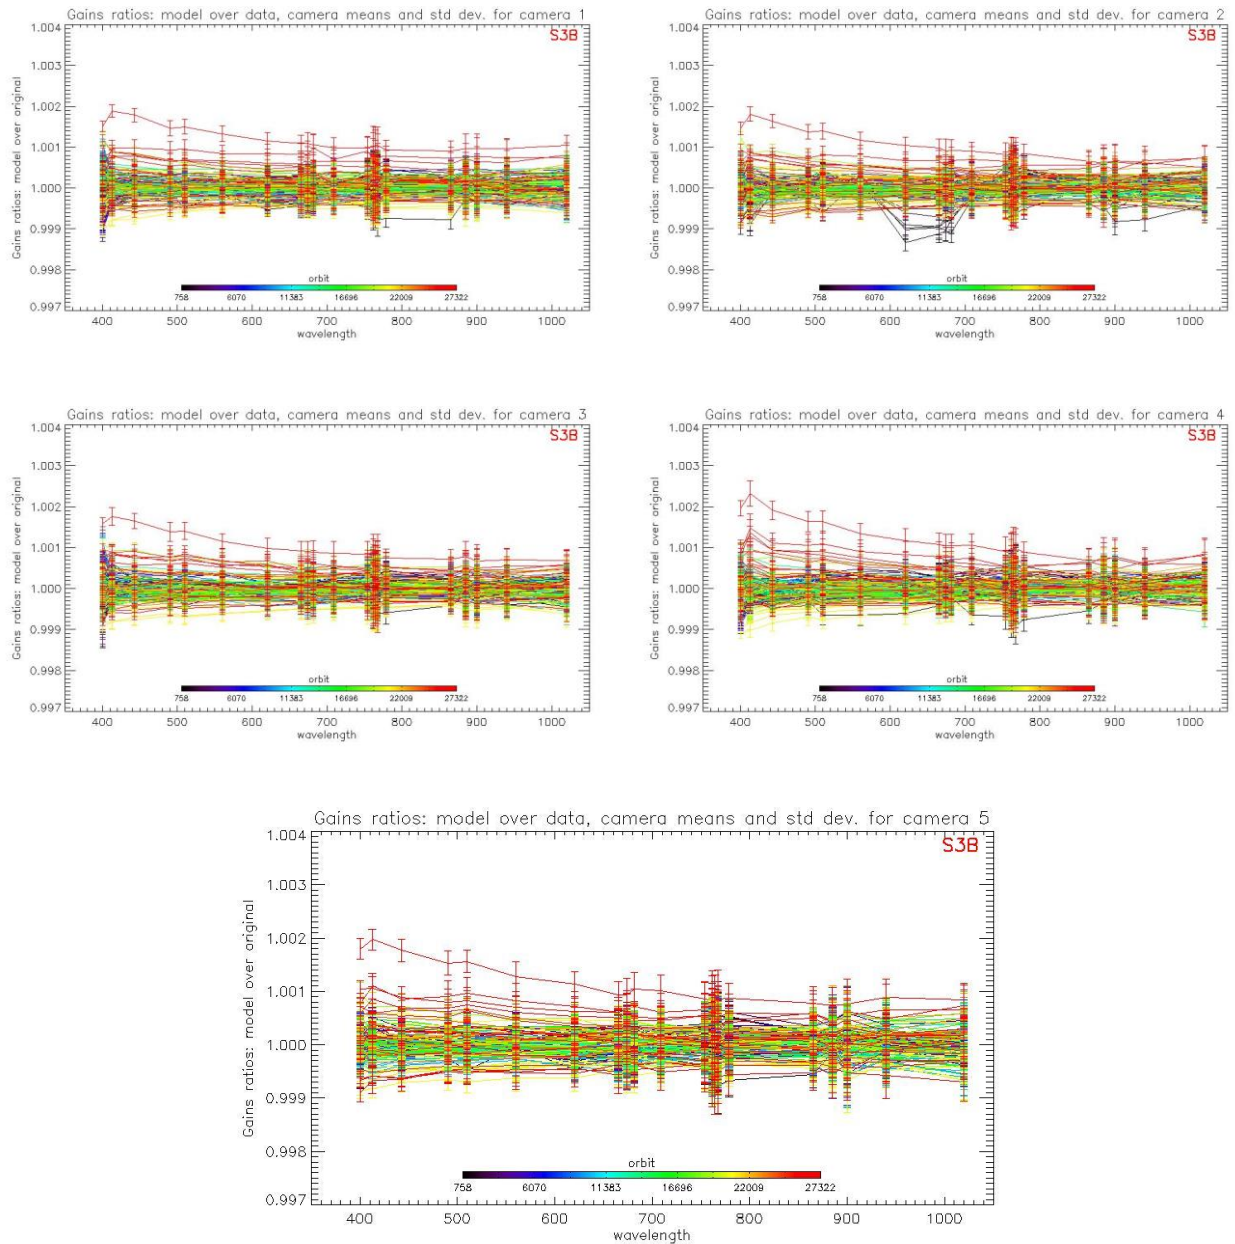 Gains ratios: model over data, camera means and std dev. for camera 1
S3B
1.004
1.003
1.002
1.001
1.000
0.999
0.998
0.997
Gains ratios: model over original
orbit
758 6070 11383 16696 22009 27322
400 500 600 700 800 900 1000
wavelength
Gains ratios: model over data, camera means and std dev. for camera 2
S3B
1.004
1.003
1.002
1.001
1.000
0.999
0.998
0.997
Gains ratios: model over original
orbit
758 6070 11383 16696 22009 27322
400 500 600 700 800 900 1000
wavelength
Gains ratios: model over data, camera means and std dev. for camera 3
S3B
1.004
1.003
1.002
1.001
1.000
0.999
0.998
0.997
Gains ratios: model over original
orbit
758 6070 11383 16696 22009 27322
400 500 600 700 800 900 1000
wavelength
Gains ratios: model over data, camera means and std dev. for camera 4
S3B
1.004
1.003
1.002
1.001
1.000
0.999
0.998
0.997
Gains ratios: model over original
orbit
758 6070 11383 16696 22009 27322
400 500 600 700 800 900 1000
wavelength
Gains ratios: model over data, camera means and std dev. for camera 5
S3B
1.004
1.003
1.002
1.001
1.000
0.999
0.998
0.997
Gains ratios: model over original
orbit
758 6070 11383 16696 22009 27322
400 500 600 700 800 900 1000
wavelength